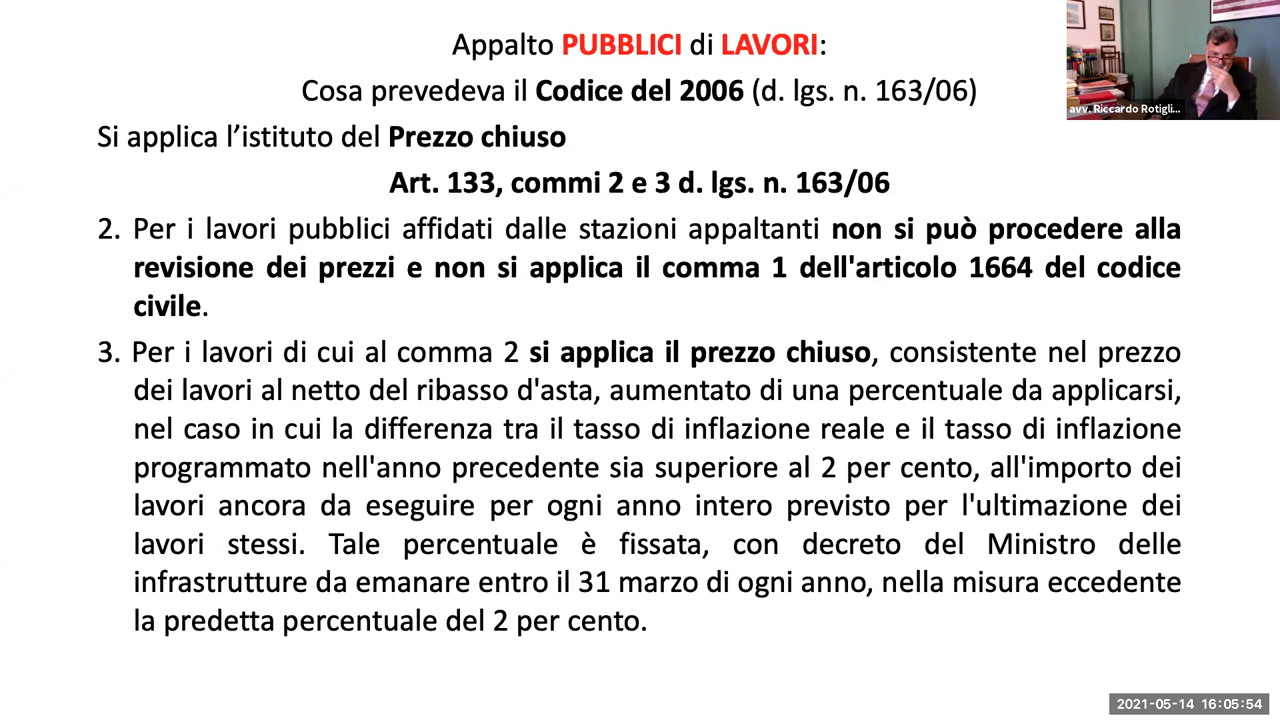 Appalto PUBBLICI di LAVORI:
Cosa prevedeva il Codice del 2006 (d. lgs. n. 163/06)
Si applica l’istituto del Prezzo chiuso
Art. 133, commi 2 e 3 d. lgs. n. 163/06
2. Per i lavori pubblici affidati dalle stazioni appaltanti non si può procedere alla
revisione dei prezzi e non si applica il comma 1 dell'articolo 1664 del codice
civile.
3. Per i lavori di cui al comma 2 si applica il prezzo chiuso, consistente nel prezzo
dei lavori al netto del ribasso d'asta, aumentato di una percentuale da applicarsi,
nel caso in cui la differenza tra il tasso di inflazione reale e il tasso di inflazione
programmato nell'anno precedente sia superiore al 2 per cento, all'importo dei
lavori ancora da eseguire per ogni anno intero previsto per l'ultimazione dei
lavori stessi. Tale percentuale è fissata, con decreto del Ministro delle
infrastrutture da emanare entro il 31 marzo di ogni anno, nella misura eccedente
la predetta percentuale del 2 per cento.
avv. Riccardo Rotigli...
2021-05-14 16:05:54